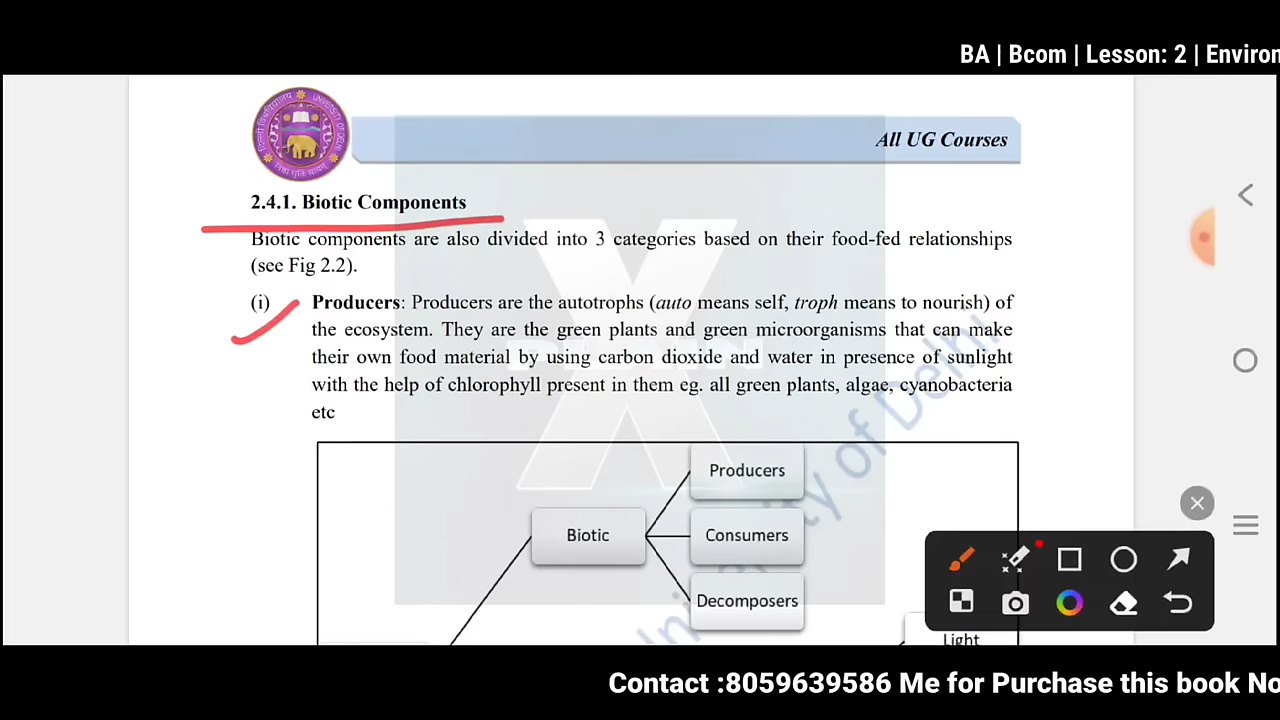 BA | Bcom | Lesson: 2 | Environ
All UG Courses
2.4.1. Biotic Components
Biotic components are also divided into 3 categories based on their food-fed relationships
(see Fig 2.2).
(i) Producers: Producers are the autotrophs (auto means self, troph means to nourish) of
the ecosystem. They are the green plants and green microorganisms that can make
their own food material by using carbon dioxide and water in presence of sunlight
with the help of chlorophyll present in them eg. all green plants, algae, cyanobacteria
etc
Producers
Biotic
Consumers
Decomposers
Light
University of Delhi
Contact :8059639586 Me for Purchase this book No